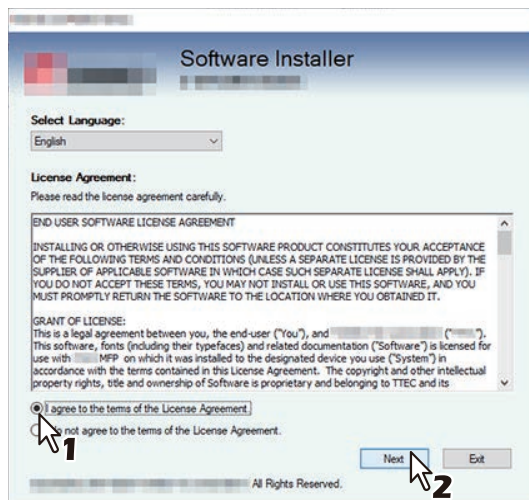 Software Installer
Select Language:
English
License Agreement:
Please read the license agreement carefully.
END USER SOFTWARE LICENSE AGREEMENT
INSTALLING OR OTHERWISE USING THIS SOFTWARE PRODUCT CONSTITUTES YOUR ACCEPTANCE
OF THE FOLLOWING TERMS AND CONDITIONS (UNLESS A SEPARATE LICENSE IS PROVIDED BY THE
SUPPLIER OF APPLICABLE SOFTWARE IN WHICH CASE SUCH SEPARATE LICENSE SHALL APPLY). IF
YOU DO NOT ACCEPT THESE TERMS, YOU MAY NOT INSTALL OR USE THIS SOFTWARE, AND YOU
MUST PROMPTLY RETURN THE SOFTWARE TO THE LOCATION WHERE YOU OBTAINED IT.
GRANT OF LICENSE:
This is a legal agreement between you, the end-user ("You"), and (" ").
This software, fonts (including their typefaces) and related documentation ("Software") is licensed for
use with MFP on which it was installed to the designated device you use ("System") in
accordance with the terms contained in this License Agreement. The copyright and other intellectual
property rights, title and ownership of Software is proprietary and belonging to TTEC and its
I agree to the terms of the License Agreement.
not agree to the terms of the License Agreement.
1
Next
Exit
2
All Rights Reserved.